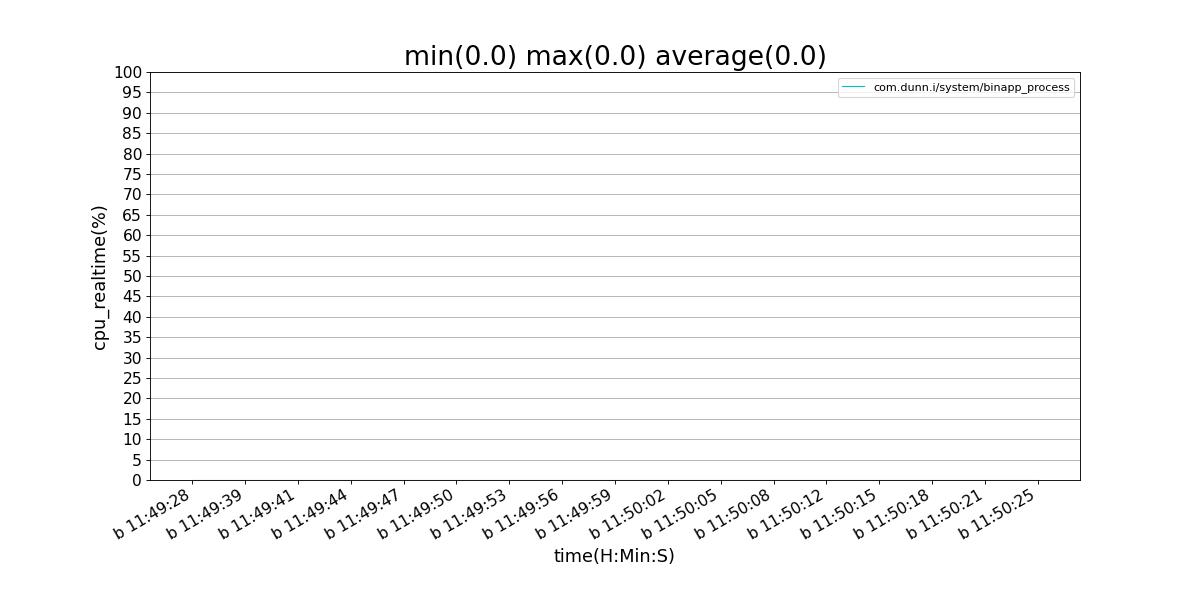 min(0.0) max(0.0) average(0.0)
com.dunn.i/system/binapp_process
100
95
90
85
80
75
70
65
60
55
50
45
40
35
30
25
20
15
10
5
0
cpu_realtime(%)
b 11:49:28
b 11:49:39
b 11:49:41
b 11:49:44
b 11:49:47
b 11:49:50
b 11:49:53
b 11:49:56
b 11:49:59
b 11:50:02
b 11:50:05
b 11:50:08
b 11:50:12
b 11:50:15
b 11:50:18
b 11:50:21
b 11:50:25
time(H:Min:S)